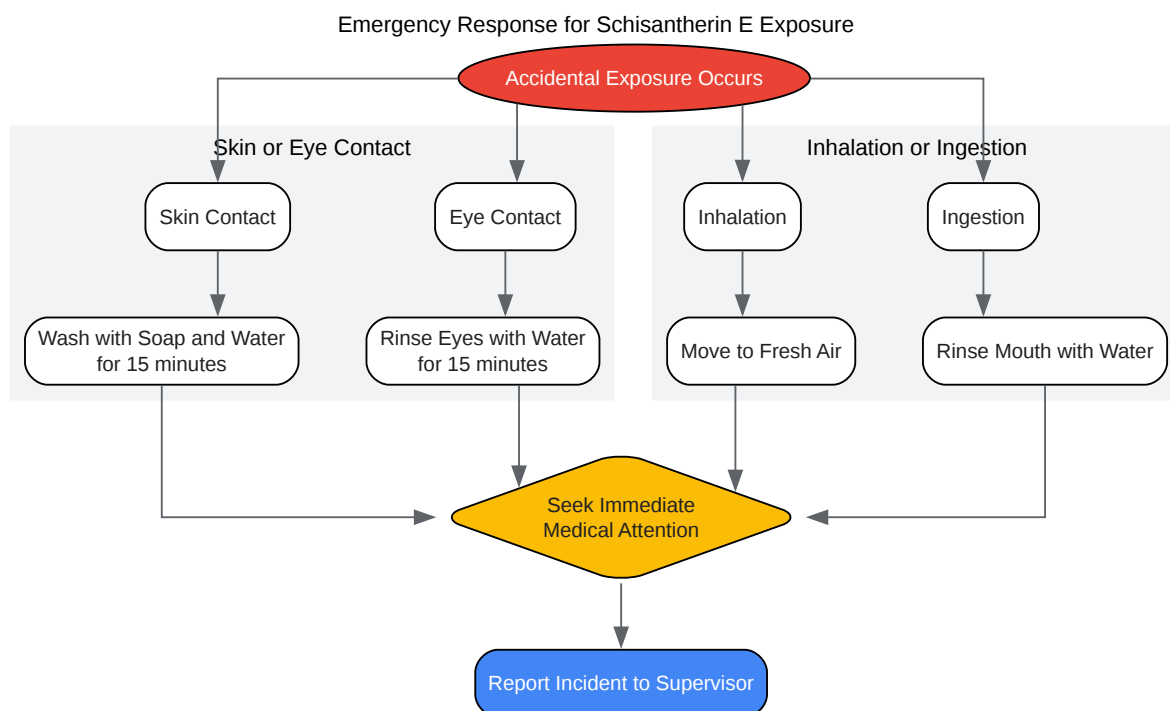 Emergency Response for Schisantherin E Exposure
Accidental Exposure Occurs
Skin or Eye Contact
Inhalation or Ingestion
Skin Contact
Eye Contact
Inhalation
Ingestion
Wash with Soap and Water
for 15 minutes
Rinse Eyes with Water
for 15 minutes
Move to Fresh Air
Rinse Mouth with Water
Seek Immediate
Medical Attention
Report Incident to Supervisor